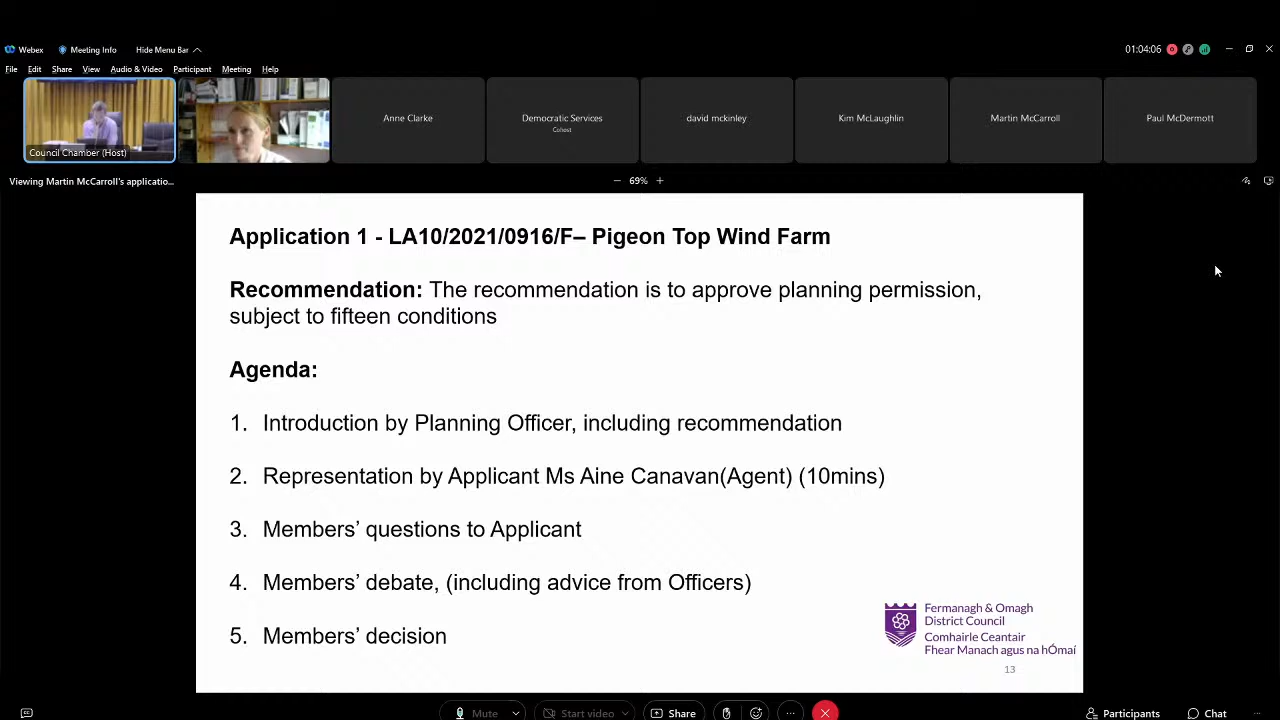 Webex
Meeting Info
Hide Menu Bar
01:04:06
File Edit Share View Audio & Video Participant Meeting Help
Council Chamber (Host)
Anne Clarke
Democratic Services
Cohost
david mckinley
Kim McLaughlin
Martin McCarroll
Paul McDermott
Viewing Martin McCarroll's applicatio...
69%
Application 1 - LA10/2021/0916/F– Pigeon Top Wind Farm
Recommendation: The recommendation is to approve planning permission,
subject to fifteen conditions
Agenda:
1. Introduction by Planning Officer, including recommendation
2. Representation by Applicant Ms Aine Canavan(Agent) (10mins)
3. Members’ questions to Applicant
4. Members’ debate, (including advice from Officers)
5. Members’ decision
Fermanagh & Omagh
District Council
Comhairle Ceantair
Fhear Manach agus na hÓmaí
13
Mute
Start video
Share
Participants
Chat